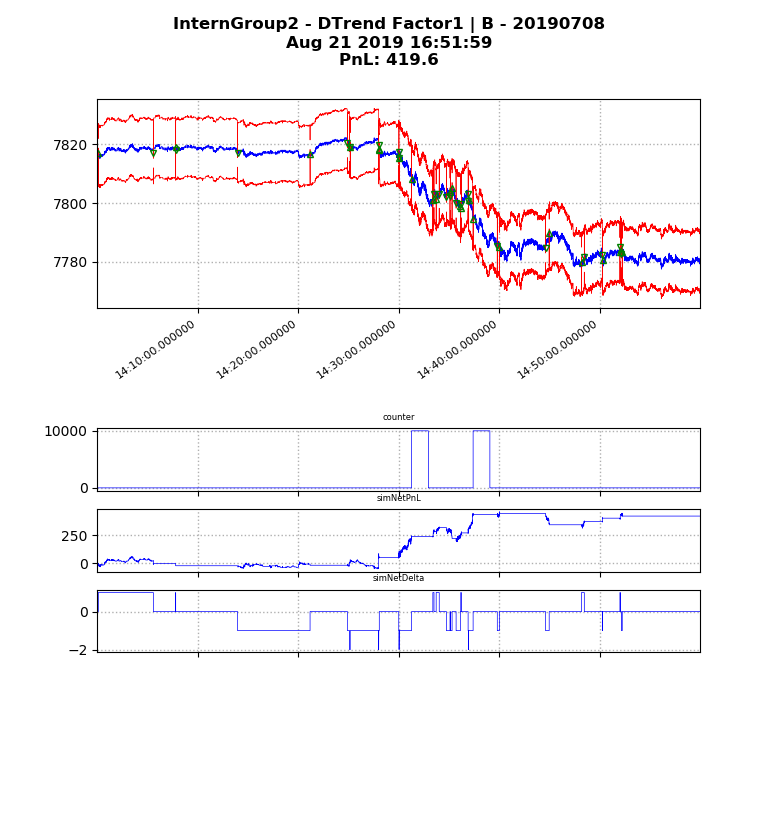 InternGroup2 - DTrend Factor1 | B - 20190708
Aug 21 2019 16:51:59
PnL: 419.6
7820
7800
7780
14:10:00.000000
14:20:00.000000
14:30:00.000000
14:40:00.000000
14:50:00.000000
counter
10000
0
simNetPnL
250
0
simNetDelta
0
−2